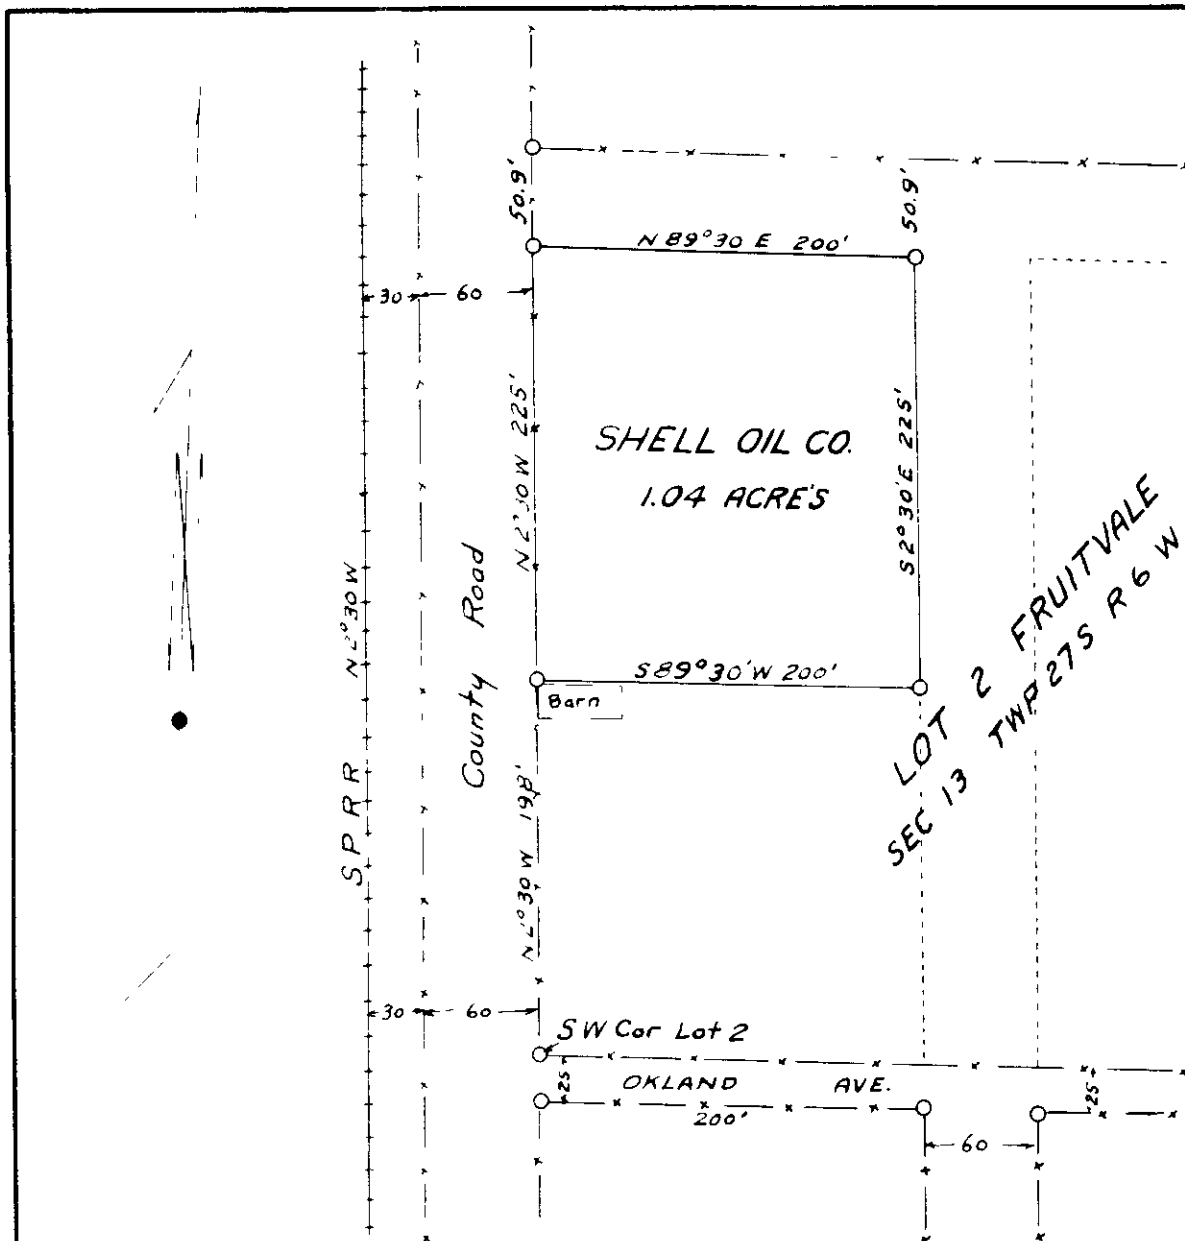 50.9'
50.9'
N 89°30 E 200'
30
60
N 2°30 W 225'
S 2°30'E 225'
SHELL OIL CO.
1.04 ACRE'S
N 2°30 W
County Road
S P R R
S 89°30' W 200'
Barn
LOT 2 FRUITVALE
SEC 13 TWP 27 S R 6 W
N 2°30 W 198'
30
60
SW Cor Lot 2
25
OKLAND AVE.
25
200'
60